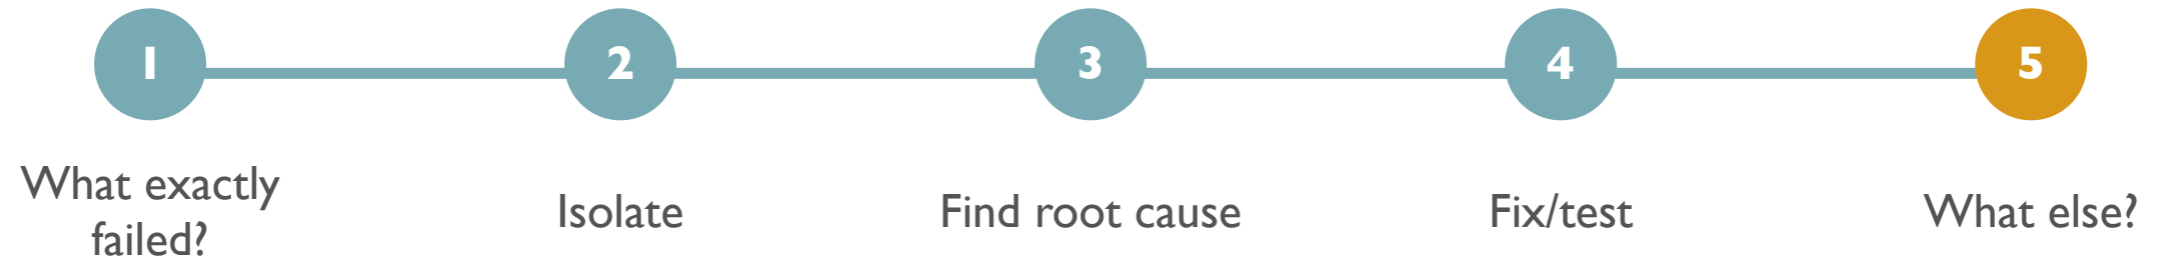 1 2 3 4 5
What exactly
failed?
Isolate
Find root cause
Fix/test
What else?